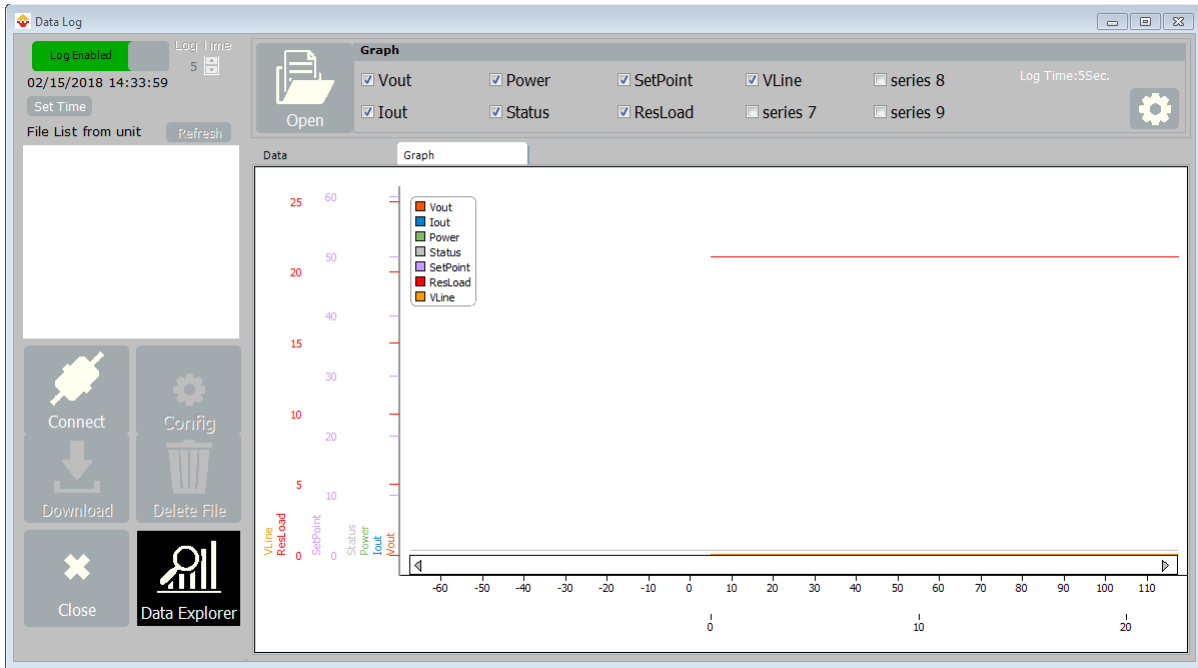 Data Log
Log Enabled
Log Time
5
02/15/2018 14:33:59
Set Time
File List from unit
Refresh
Connect
Config
Download
Delete File
Close
Data Explorer
Open
Graph
Vout Power SetPoint VLine series 8
Iout Status ResLoad series 7 series 9
Log Time:5Sec.
Data Graph
25 20 15 10 5 0
60 50 40 30 20 10 0
VLine
ResLoad
SetPoint
Status
Power
Iout
Vout
Vout
Iout
Power
Status
SetPoint
ResLoad
VLine
-60 -50 -40 -30 -20 -10 0 10 20 30 40 50 60 70 80 90 100 110
0 10 20